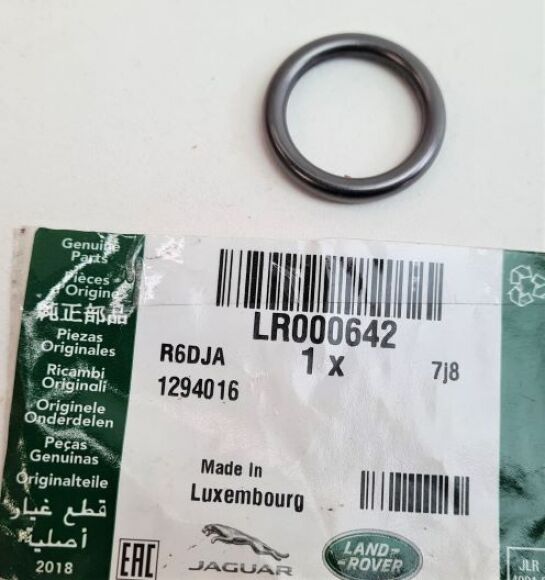 Genuine
Parts
Pièces
d'Origine
純正部品
Piezas
Originales
Ricambi
Originali
Originele
Onderdelen
Peças
Genuinas
Originalteile
قطع غيار
أصلية
2018
LR000642
R6DJA
1 x
7j8
1294016
Made In
Luxembourg
EAC
JAGUAR
LAND-
ROVER
JLR